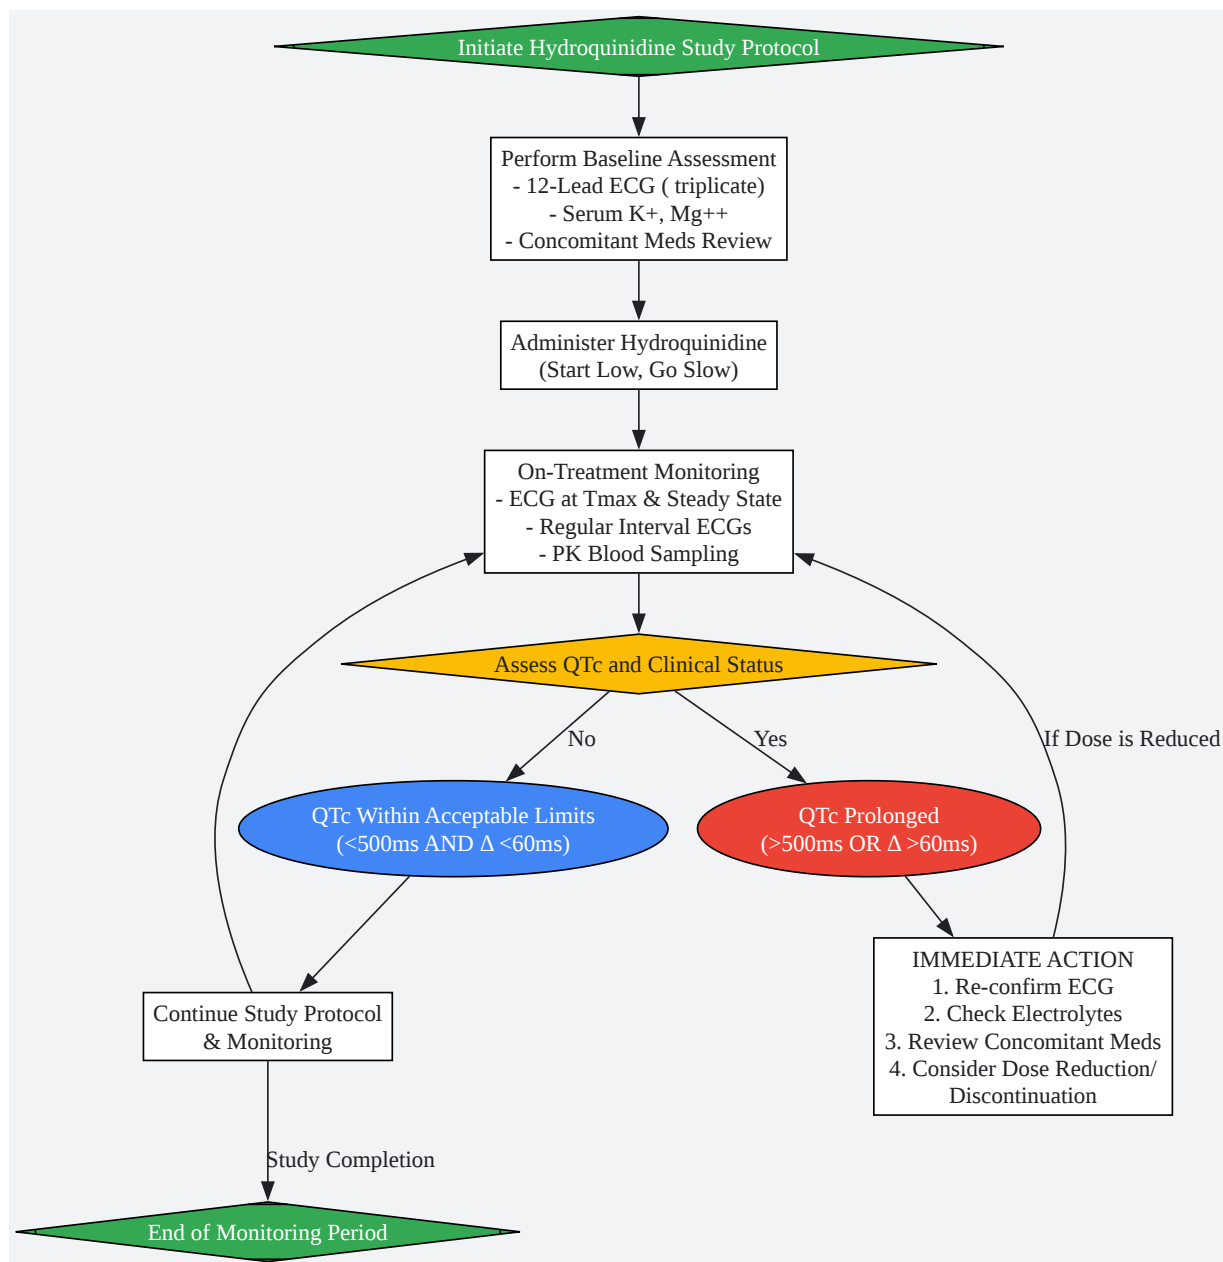 Initiate Hydroquinidine Study Protocol
Perform Baseline Assessment
- 12-Lead ECG ( triplicate)
- Serum K+, Mg++
- Concomitant Meds Review
Administer Hydroquinidine
(Start Low, Go Slow)
On-Treatment Monitoring
- ECG at Tmax & Steady State
- Regular Interval ECGs
- PK Blood Sampling
Assess QTc and Clinical Status
No
Yes
If Dose is Reduced
QTc Within Acceptable Limits
(<500ms AND Δ <60ms)
QTc Prolonged
(>500ms OR Δ >60ms)
IMMEDIATE ACTION
1. Re-confirm ECG
2. Check Electrolytes
3. Review Concomitant Meds
4. Consider Dose Reduction/
Discontinuation
Continue Study Protocol
& Monitoring
Study Completion
End of Monitoring Period